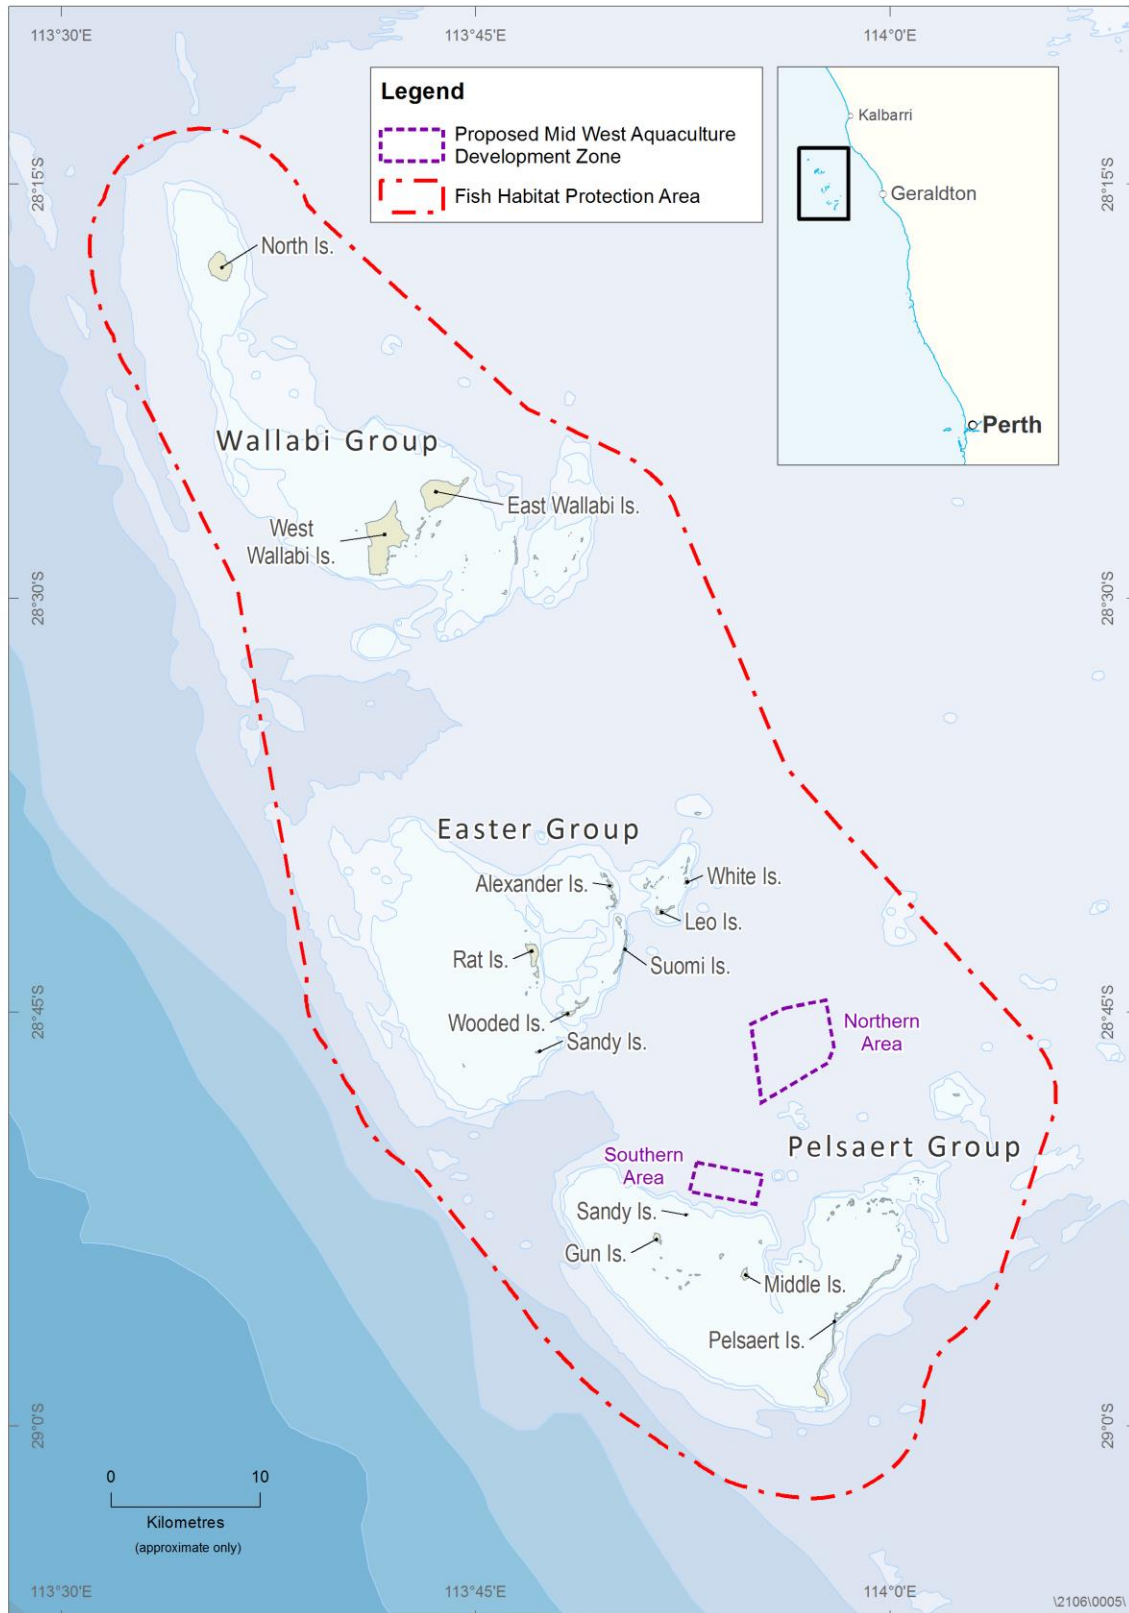 113°30'E
113°45'E
114°0'E
Legend
Proposed Mid West Aquaculture
Development Zone
Fish Habitat Protection Area
Kalbarri
Geraldton
Perth
28°15'S
28°15'S
North Is.
Wallabi Group
East Wallabi Is.
West
Wallabi Is.
28°30'S
28°30'S
Easter Group
Alexander Is.
White Is.
Leo Is.
Rat Is.
Suomi Is.
Wooded Is.
Sandy Is.
28°45'S
28°45'S
Northern
Area
Pelsaert Group
Southern
Area
Sandy Is.
Gun Is.
Middle Is.
Pelsaert Is.
29°0'S
29°0'S
0
10
Kilometres
(approximate only)
113°30'E
113°45'E
114°0'E
\2106\0005\